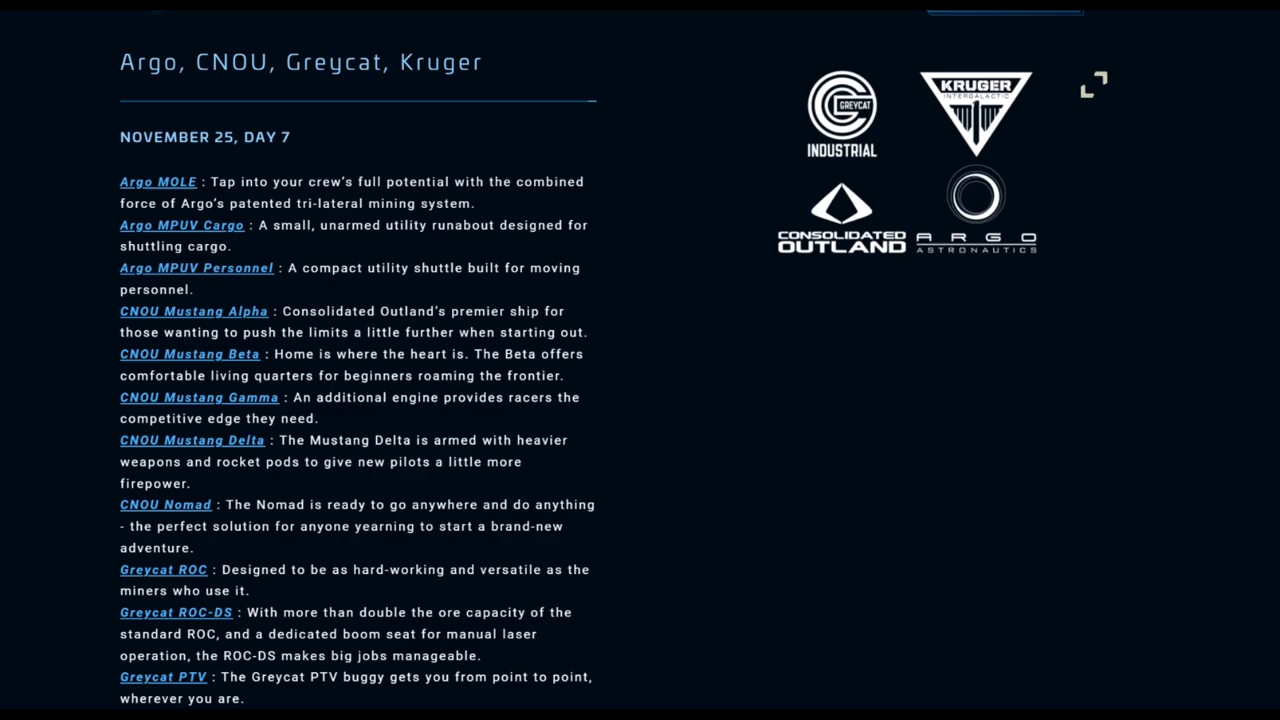 Argo, CNOU, Greycat, Kruger
NOVEMBER 25, DAY 7
Argo MOLE : Tap into your crew's full potential with the combined
force of Argo's patented tri-lateral mining system.
Argo MPUV Cargo : A small, unarmed utility runabout designed for
shuttling cargo.
Argo MPUV Personnel : A compact utility shuttle built for moving
personnel.
CNOU Mustang Alpha : Consolidated Outland's premier ship for
those wanting to push the limits a little further when starting out.
CNOU Mustang Beta : Home is where the heart is. The Beta offers
comfortable living quarters for beginners roaming the frontier.
CNOU Mustang Gamma : An additional engine provides racers the
competitive edge they need.
CNOU Mustang Delta : The Mustang Delta is armed with heavier
weapons and rocket pods to give new pilots a little more
firepower.
CNOU Nomad : The Nomad is ready to go anywhere and do anything
- the perfect solution for anyone yearning to start a brand-new
adventure.
Greycat ROC : Designed to be as hard-working and versatile as the
miners who use it.
Greycat ROC-DS : With more than double the ore capacity of the
standard ROC, and a dedicated boom seat for manual laser
operation, the ROC-DS makes big jobs manageable.
Greycat PTV : The Greycat PTV buggy gets you from point to point,
wherever you are.
GREYCAT
INDUSTRIAL
KRUGER
INTERGALACTIC
CONSOLIDATED
OUTLAND
ARGO
ASTRONAUTICS